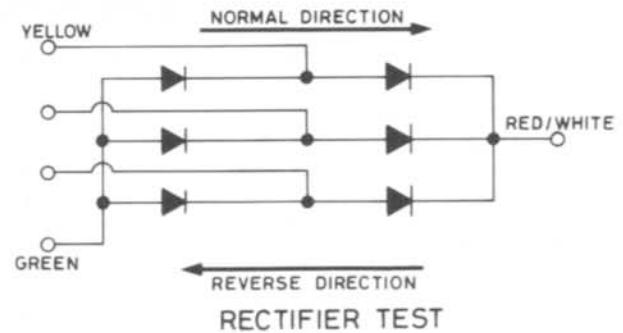 NORMAL DIRECTION
YELLOW
RED/WHITE
GREEN
REVERSE DIRECTION
RECTIFIER TEST